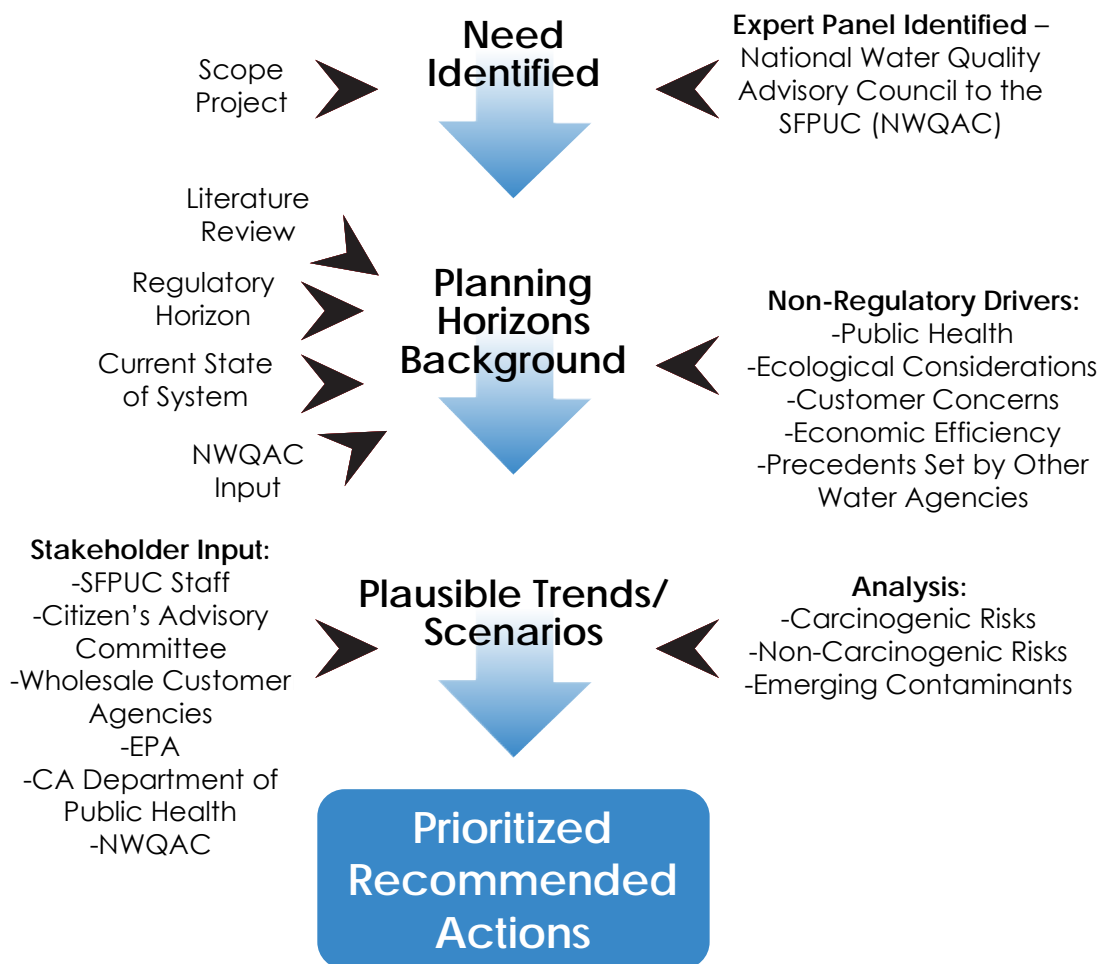 Need
Identified
Scope
Project
Expert Panel Identified –
National Water Quality
Advisory Council to the
SFPUC (NWQAC)
Literature
Review
Regulatory
Horizon
Current State
of System
NWQAC
Input
Planning
Horizons
Background
Non-Regulatory Drivers:
-Public Health
-Ecological Considerations
-Customer Concerns
-Economic Efficiency
-Precedents Set by Other
Water Agencies
Stakeholder Input:
-SFPUC Staff
-Citizen’s Advisory
Committee
-Wholesale Customer
Agencies
-EPA
-CA Department of
Public Health
-NWQAC
Plausible Trends/
Scenarios
Analysis:
-Carcinogenic Risks
-Non-Carcinogenic Risks
-Emerging Contaminants
Prioritized
Recommended
Actions